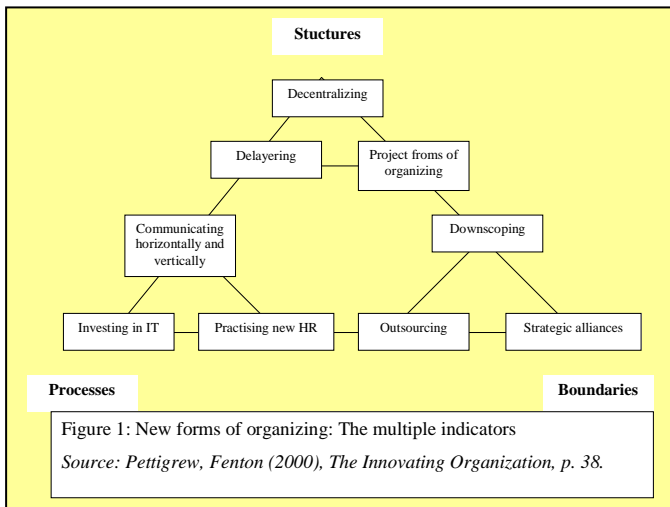 Stuctures
Decentralizing
Delayering
Project froms of
organizing
Communicating
horizontally and
vertically
Downscoping
Investing in IT
Practising new HR
Outsourcing
Strategic alliances
Processes
Boundaries
Figure 1: New forms of organizing: The multiple indicators
Source: Pettigrew, Fenton (2000), The Innovating Organization, p. 38.